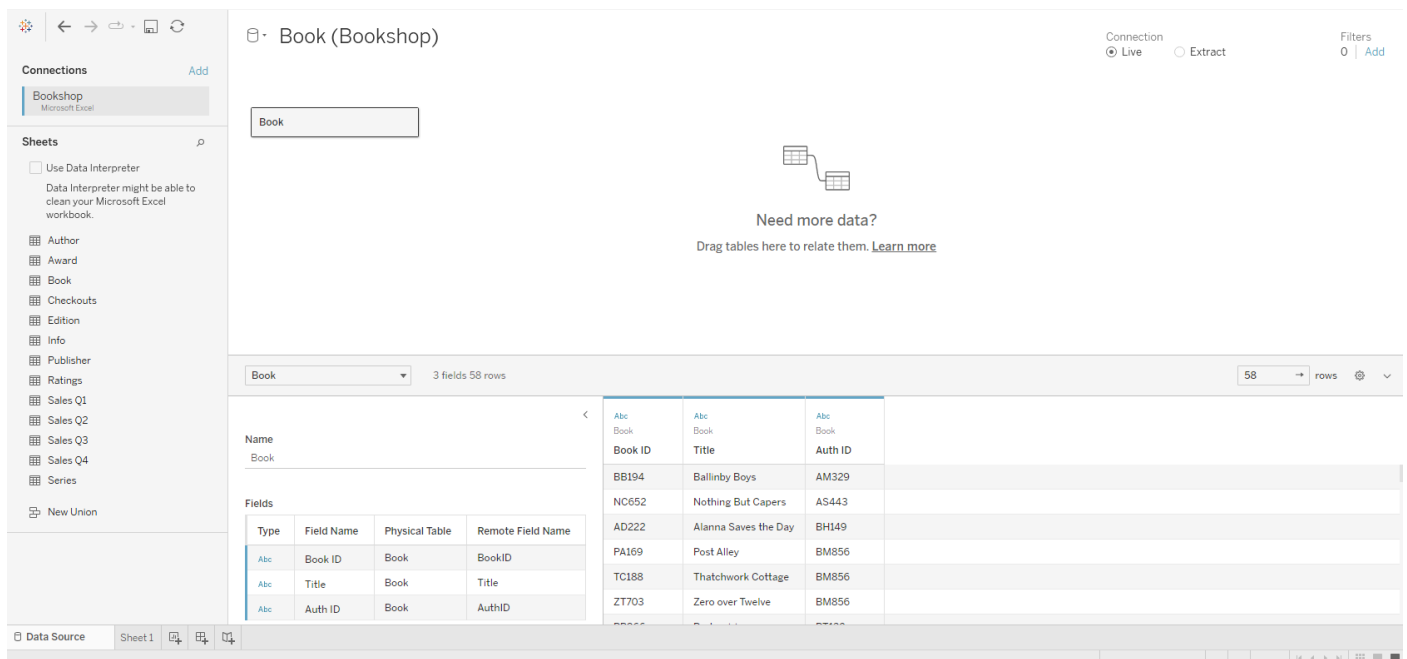 Book (Bookshop)
Connection
Live Extract
Filters
0 Add
Connections Add
Bookshop
Microsoft Excel
Sheets
Use Data Interpreter
Data Interpreter might be able to
clean your Microsoft Excel
workbook.
Author
Award
Book
Checkouts
Edition
Info
Publisher
Ratings
Sales Q1
Sales Q2
Sales Q3
Sales Q4
Series
New Union
Book
Need more data?
Drag tables here to relate them. Learn more
Book 3 fields 58 rows 58 → rows
Name
Book
Fields
Type Field Name Physical Table Remote Field Name
Abc Book ID Book BookID
Abc Title Book Title
Abc Auth ID Book AuthID
Abc Abc Abc
Book Book Book
Book ID Title Auth ID
BB194 Ballinby Boys AM329
NC652 Nothing But Capers AS443
AD222 Alanna Saves the Day BH149
PA169 Post Alley BM856
TC188 Thatchwork Cottage BM856
ZT703 Zero over Twelve BM856
Data Source Sheet 1